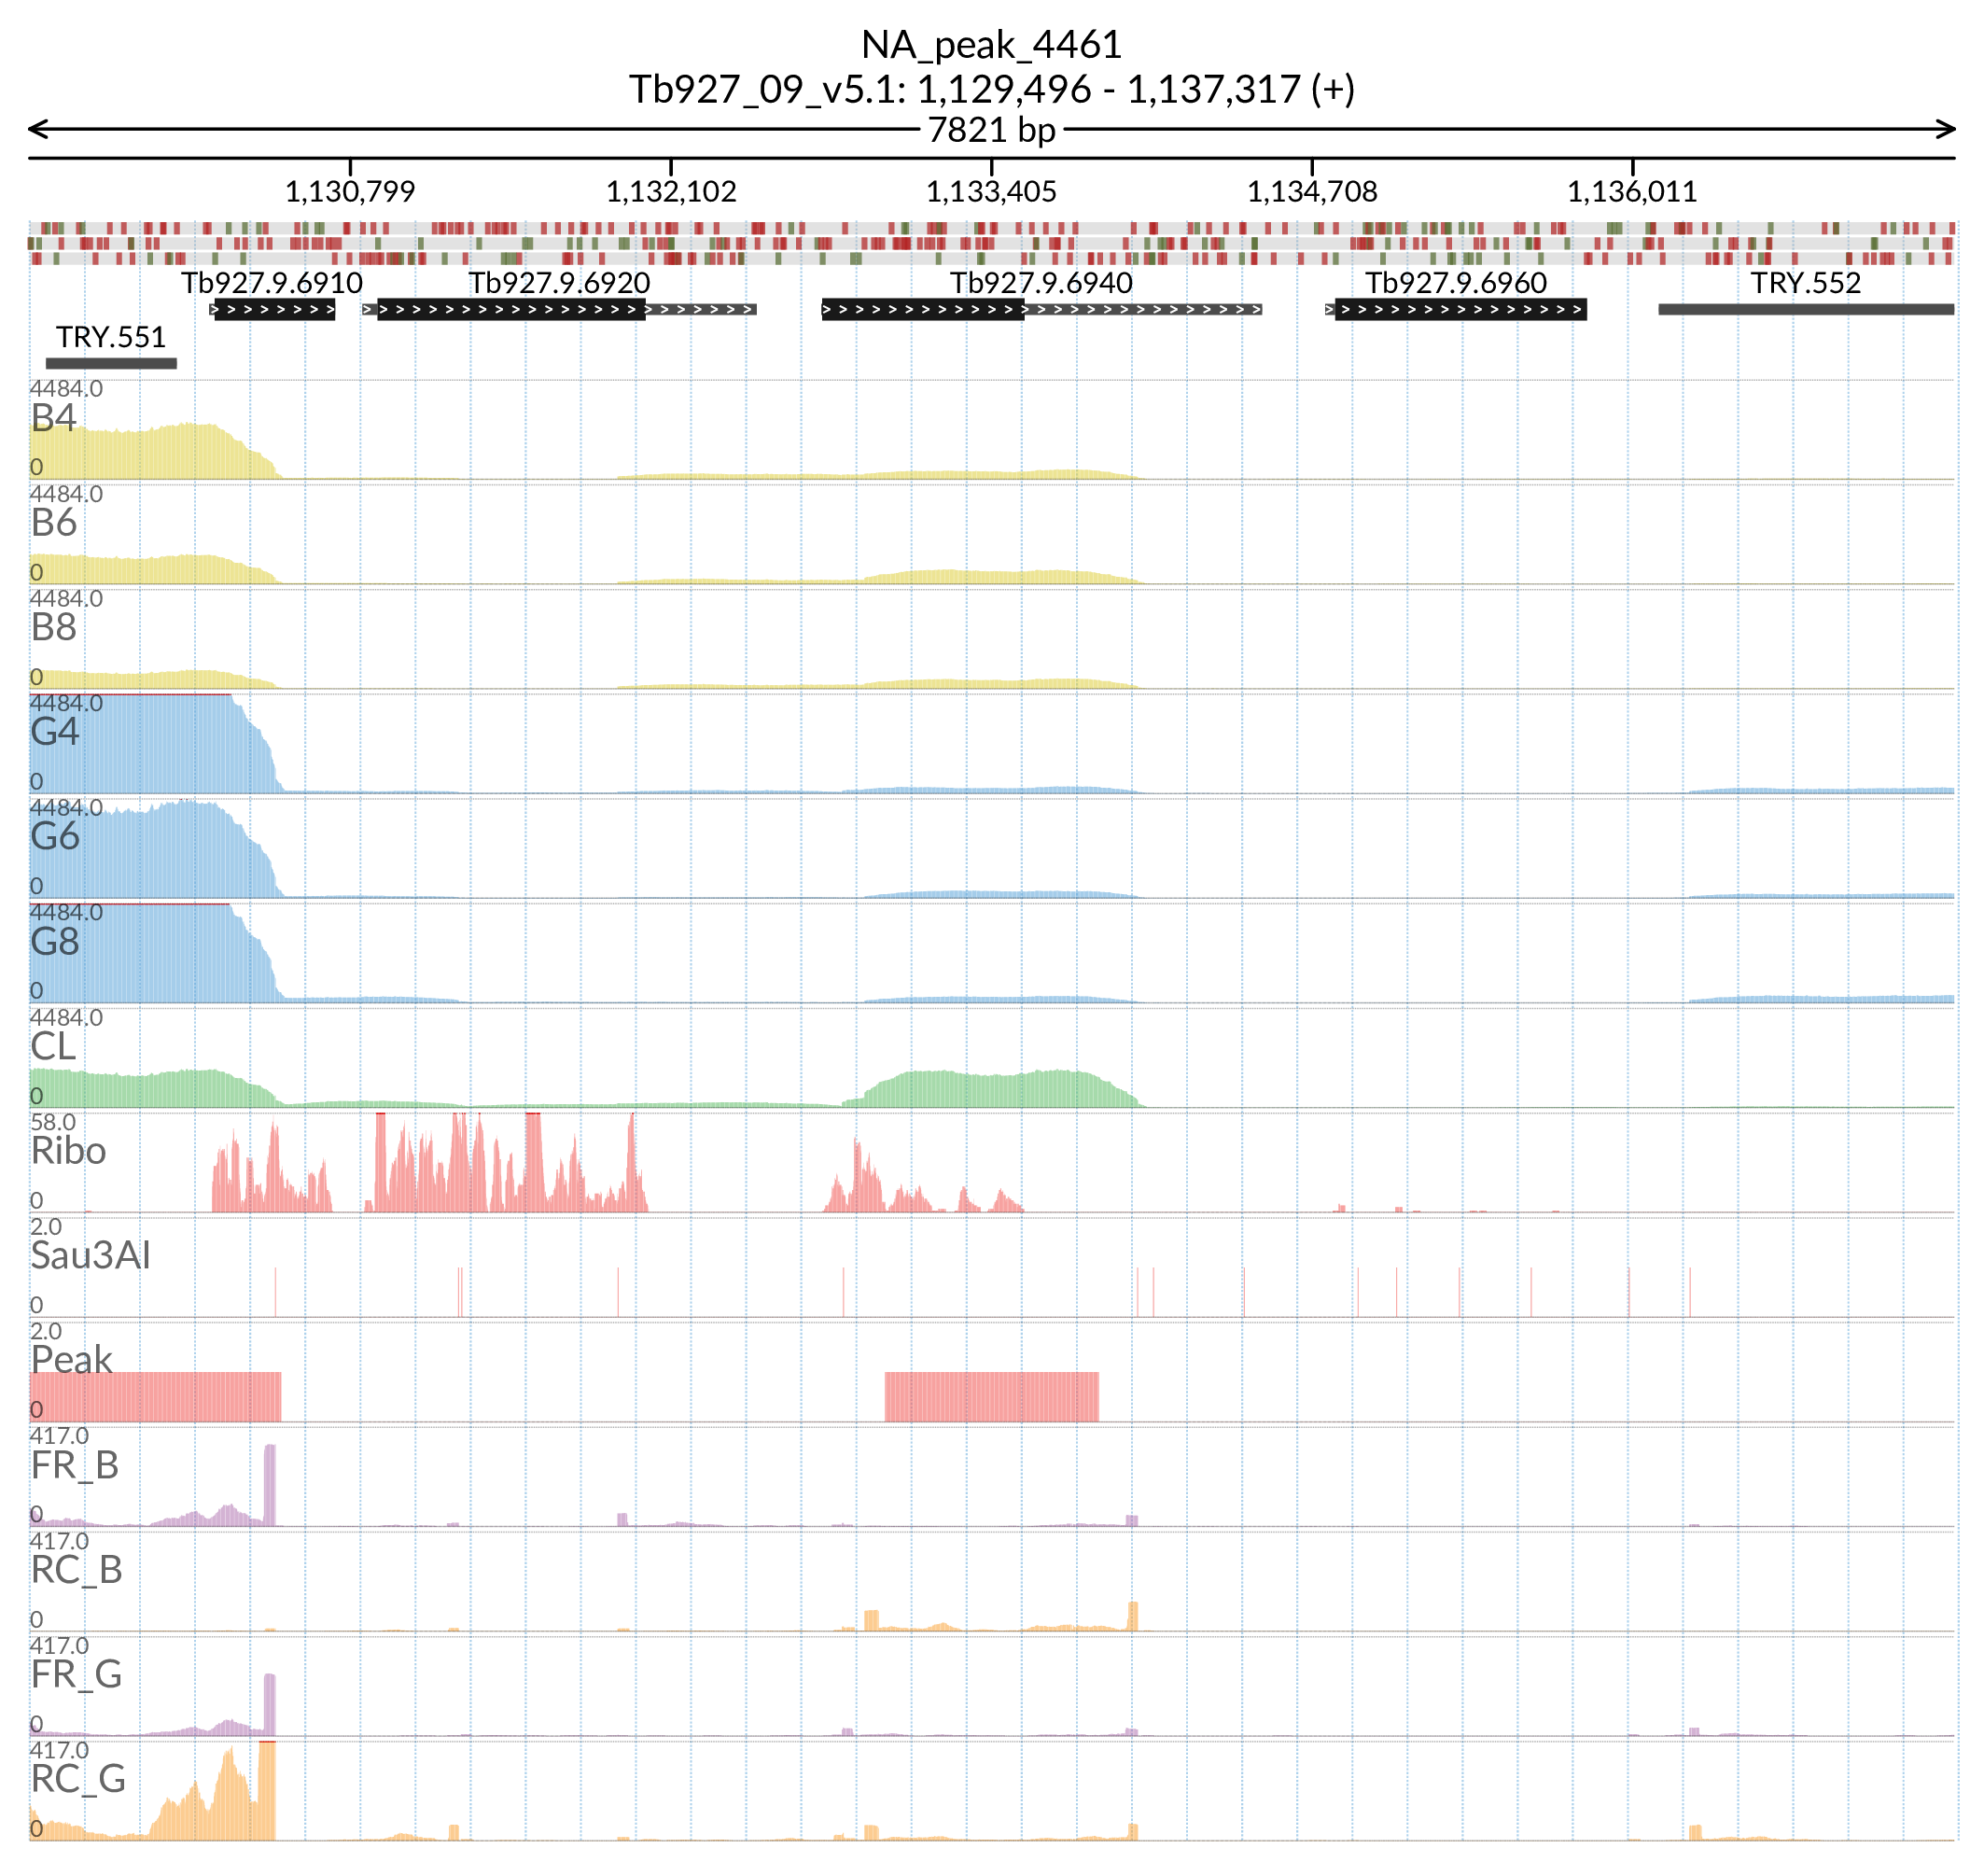 NA_peak_4461
Tb927_09_v5.1: 1,129,496 - 1,137,317 (+)
7821 bp
1,130,799 1,132,102 1,133,405 1,134,708 1,136,011
Tb927.9.6910 Tb927.9.6920 Tb927.9.6940 Tb927.9.6960 TRY.552
TRY.551
4484.0
B4
0
4484.0
B6
0
4484.0
B8
0
4484.0
G4
0
4484.0
G6
0
4484.0
G8
0
4484.0
CL
0
58.0
Ribo
0
2.0
Sau3AI
0
2.0
Peak
0
417.0
FR_B
0
417.0
RC_B
0
417.0
FR_G
0
417.0
RC_G
0